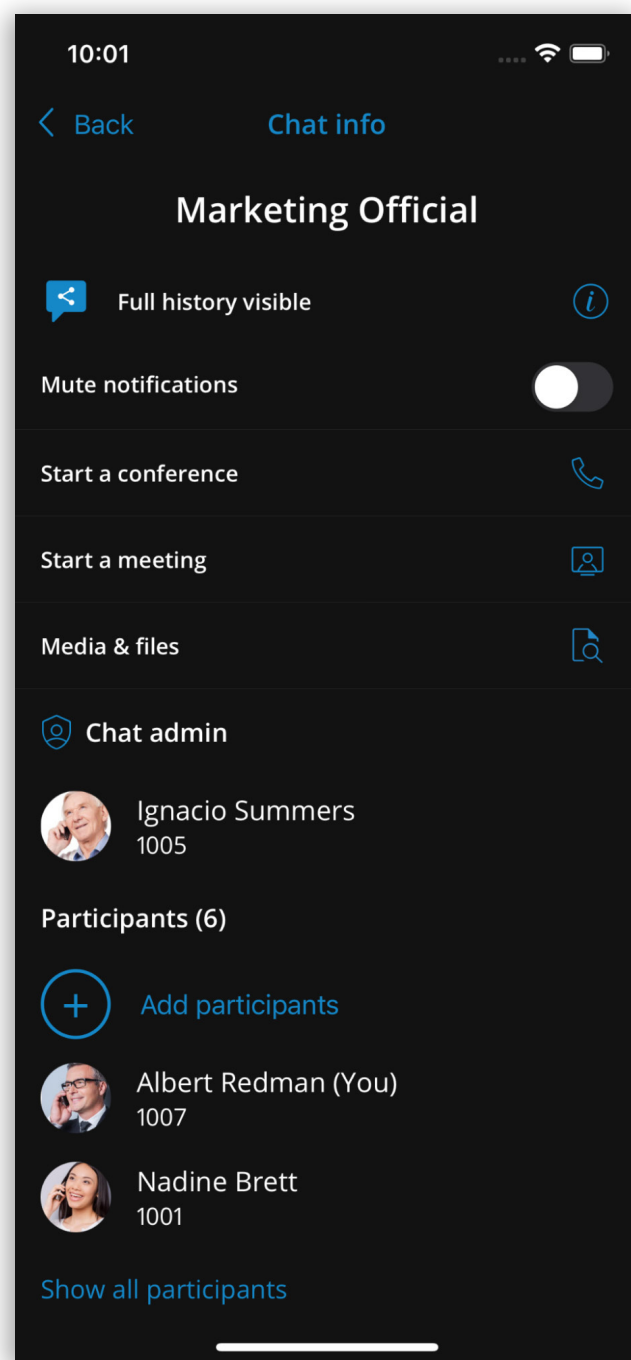 10:01
Back
Chat info
Marketing Official
Full history visible
i
Mute notifications
Start a conference
Start a meeting
Media & files
Chat admin
Ignacio Summers
1005
Participants (6)
+
Add participants
Albert Redman (You)
1007
Nadine Brett
1001
Show all participants